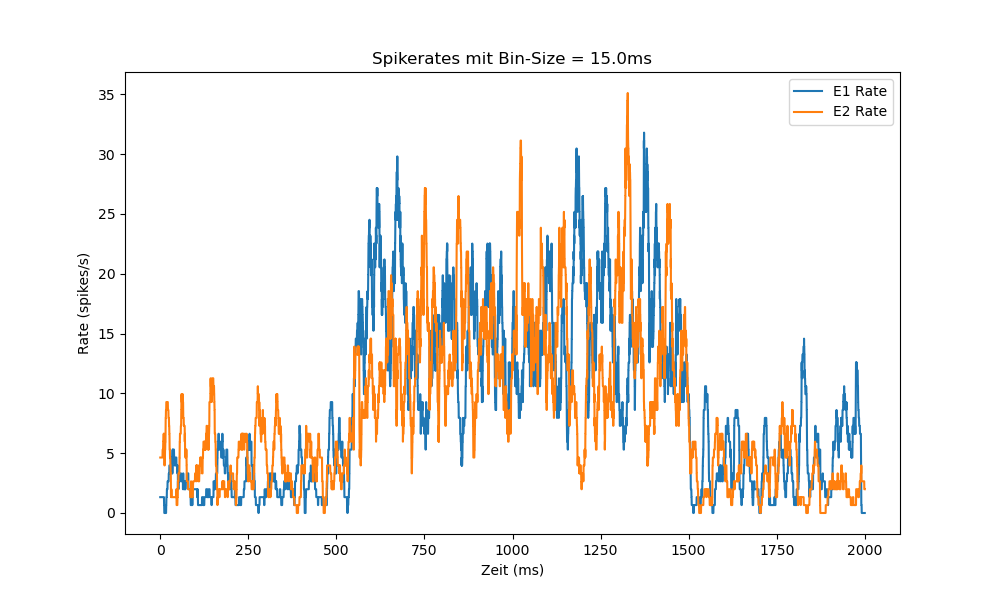 Spikerates mit Bin-Size = 15.0ms
E1 Rate
E2 Rate
35
30
25
20
15
10
5
0
Rate (spikes/s)
0 250 500 750 1000 1250 1500 1750 2000
Zeit (ms)